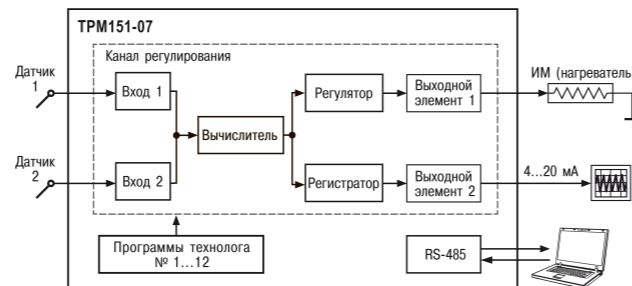 ТРМ151-07
Канал регулирования
Датчик
1
Вход 1
Вычислитель
Регулятор
Выходной
элемент 1
ИМ (нагреватель
Датчик
2
Вход 2
Регистратор
Выходной
элемент 2
4...20 мА
Программы технолога
№ 1...12
RS-485